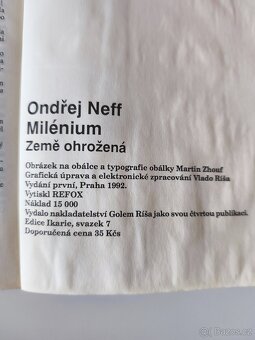 Ondřej Neff
Milénium
Země ohrožená
Obrázek na obálce a typografie obálky Martin Zhouf
Grafická úprava a elektronické zpracování Vlado Ríša
Vydání první, Praha 1992.
Vytiskl REFOX
Náklad 15 000
Vydalo nakladatelství Golem Ríša jako svou čtvrtou publikaci.
Edice Ikarie, svazek 7
Doporučená cena 35 Kčs